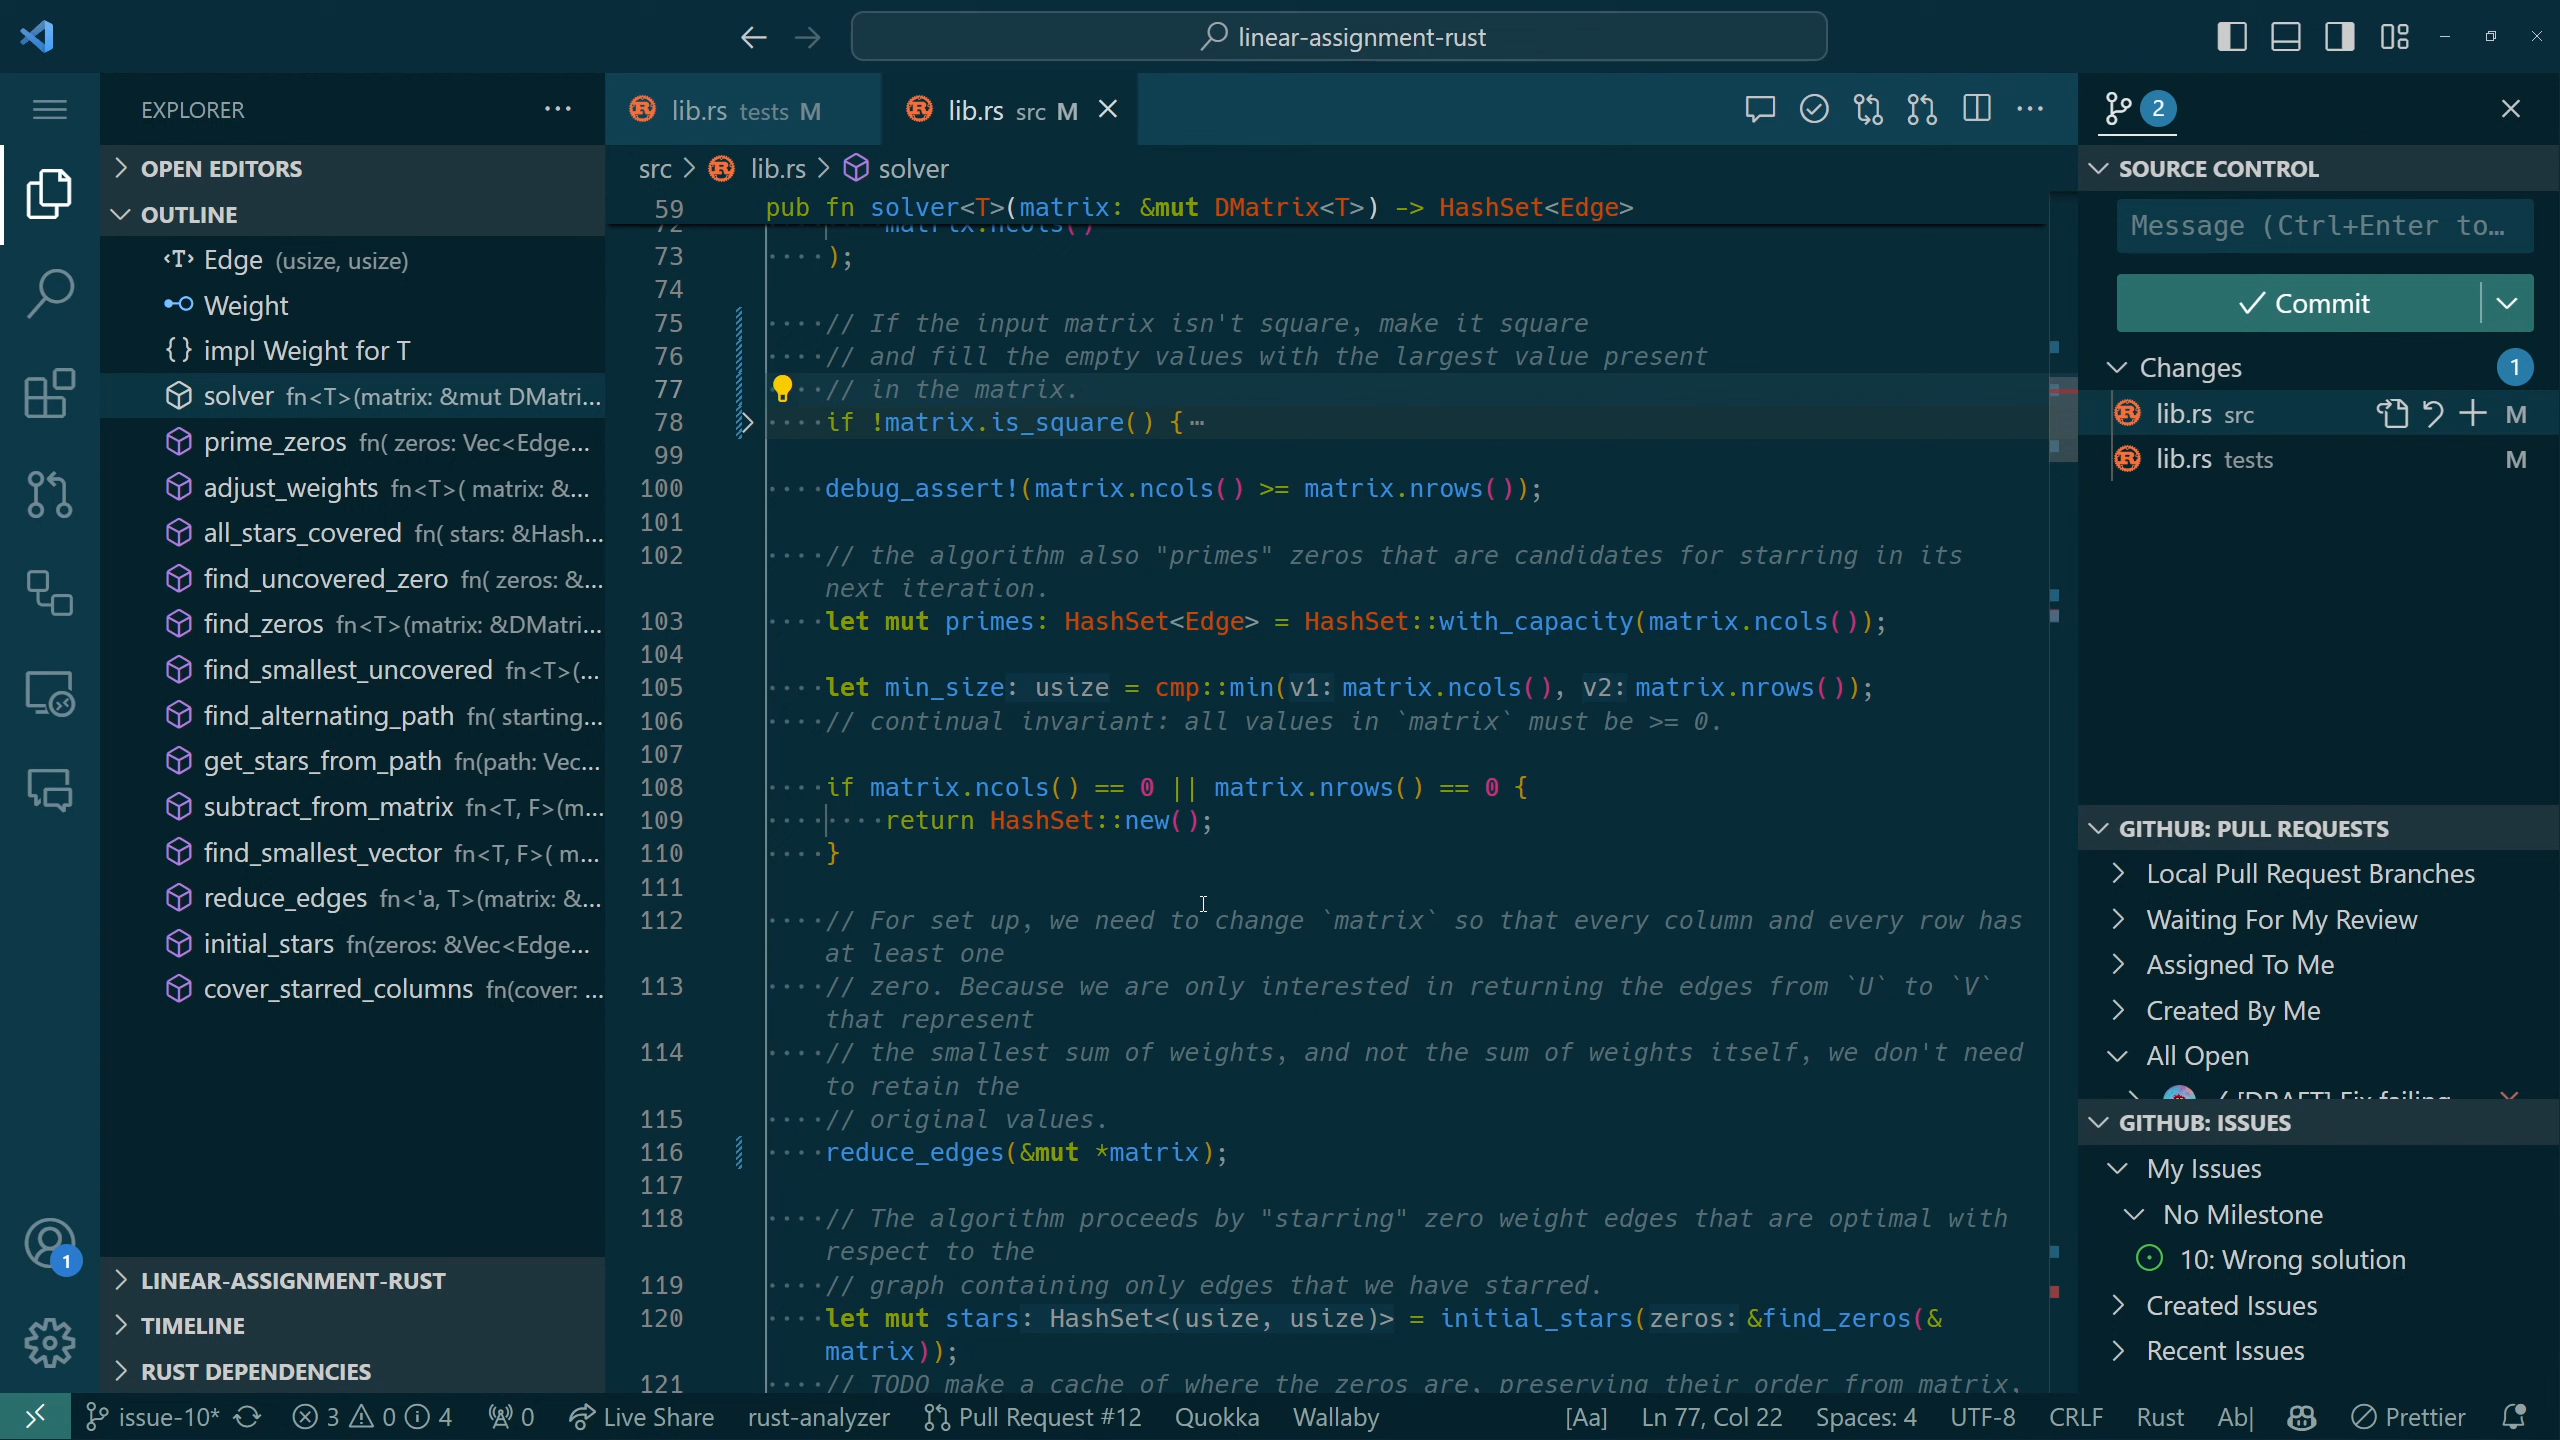 linear-assignment-rust
EXPLORER
OPEN EDITORS
OUTLINE
Edge (usize, usize)
Weight
impl Weight for T
solver fn<T>(matrix: &mut DMatri...
prime_zeros fn( zeros: Vec<Edge...
adjust_weights fn<T>( matrix: &...
all_stars_covered fn( stars: &Hash...
find_uncovered_zero fn( zeros: &...
find_zeros fn<T>(matrix: &DMatri...
find_smallest_uncovered fn<T>(...
find_alternating_path fn( starting...
get_stars_from_path fn(path: Vec...
subtract_from_matrix fn<T, F>(m...
find_smallest_vector fn<T, F>( m...
reduce_edges fn<'a, T>(matrix: &...
initial_stars fn(zeros: &Vec<Edge...
cover_starred_columns fn(cover: ...
LINEAR-ASSIGNMENT-RUST
TIMELINE
RUST DEPENDENCIES
1
lib.rs tests M
lib.rs src M
src > lib.rs > solver
59 pub fn solver<T>(matrix: &mut DMatrix<T>) -> HashSet<Edge>
72 matrix.ncols()
73 ····);
74
75 ····// If the input matrix isn't square, make it square
76 ····// and fill the empty values with the largest value present
77 ····// in the matrix.
78 ····if !matrix.is_square() {⋯
99
100 ····debug_assert!(matrix.ncols() >= matrix.nrows());
101
102 ····// the algorithm also "primes" zeros that are candidates for starring in its
next iteration.
103 ····let mut primes: HashSet<Edge> = HashSet::with_capacity(matrix.ncols());
104
105 ····let min_size: usize = cmp::min(v1: matrix.ncols(), v2: matrix.nrows());
106 ····// continual invariant: all values in `matrix` must be >= 0.
107
108 ····if matrix.ncols() == 0 || matrix.nrows() == 0 {
109 ········return HashSet::new();
110 ····}
111
112 ····// For set up, we need to change `matrix` so that every column and every row has
at least one
113 ····// zero. Because we are only interested in returning the edges from `U` to `V`
that represent
114 ····// the smallest sum of weights, and not the sum of weights itself, we don't need
to retain the
115 ····// original values.
116 ····reduce_edges(&mut *matrix);
117
118 ····// The algorithm proceeds by "starring" zero weight edges that are optimal with
respect to the
119 ····// graph containing only edges that we have starred.
120 ····let mut stars: HashSet<(usize, usize)> = initial_stars(zeros: &find_zeros(&
matrix));
121 ····// TODO make a cache of where the zeros are, preserving their order from matrix,
2
SOURCE CONTROL
Message (Ctrl+Enter to...
Commit
Changes 1
lib.rs src M
lib.rs tests M
GITHUB: PULL REQUESTS
Local Pull Request Branches
Waiting For My Review
Assigned To Me
Created By Me
All Open
[DRAFT] Fix failing
GITHUB: ISSUES
My Issues
No Milestone
10: Wrong solution
Created Issues
Recent Issues
issue-10* 3 0 4 0 Live Share rust-analyzer Pull Request #12 Quokka Wallaby [Aa] Ln 77, Col 22 Spaces: 4 UTF-8 CRLF Rust Ab| Prettier